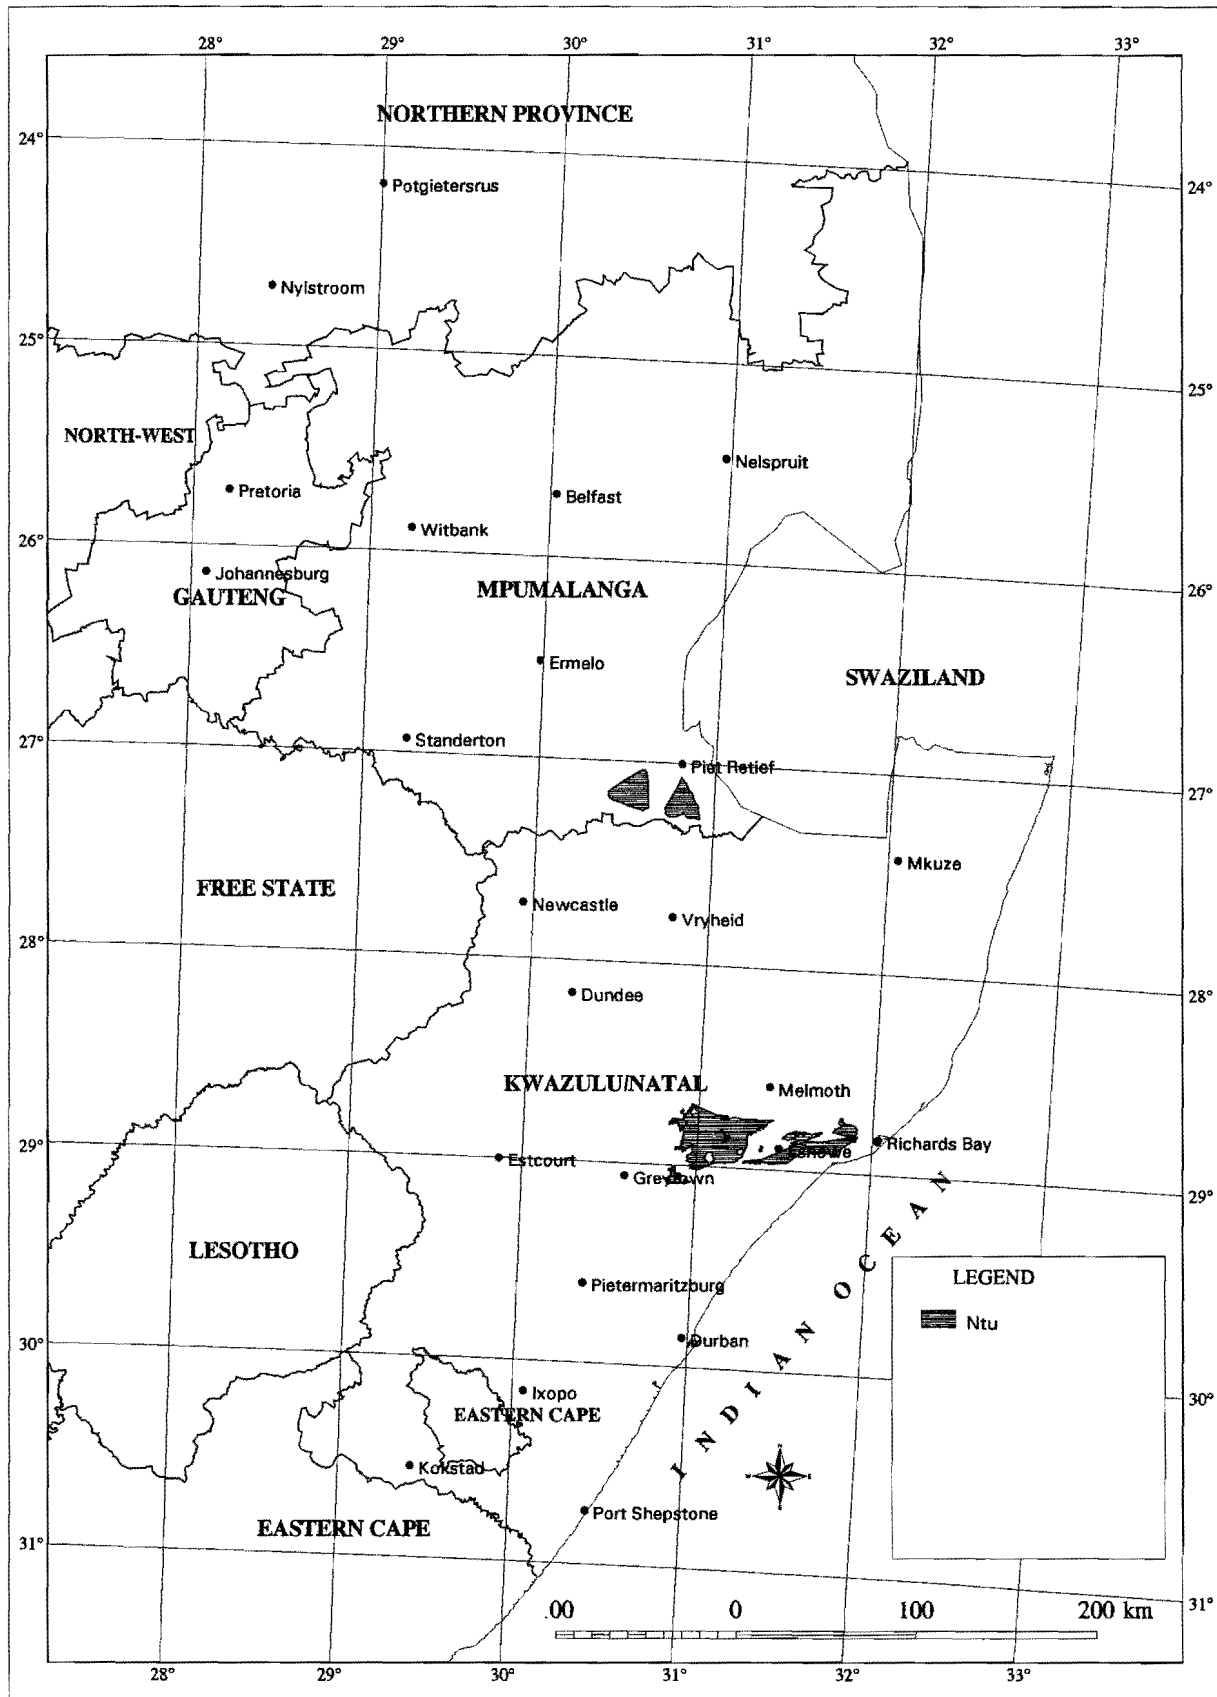 28° 29° 30° 31° 32° 33°
NORTHERN PROVINCE
24°
Potgietersrus
24°
Nylstroom
25°
25°
NORTH-WEST
Nelspruit
Pretoria
Belfast
Witbank
26°
Johannesburg
GAUTENG
MPUMALANGA
26°
Ermelo
SWAZILAND
Standerton
27°
Piet Retief
27°
Mkuze
FREE STATE
Newcastle
Vryheid
28°
Dundee
28°
KWAZULU/NATAL
Melmoth
29°
Richards Bay
Eshowe
Estcourt
Greytown
29°
LESOTHO
INDIAN OCEAN
LEGEND
Pietermaritzburg
Ntu
30°
Durban
Ixopo
30°
EASTERN CAPE
Kokstad
Port Shepstone
EASTERN CAPE
31°
31°
.00 0 100 200 km
28° 29° 30° 31° 32° 33°